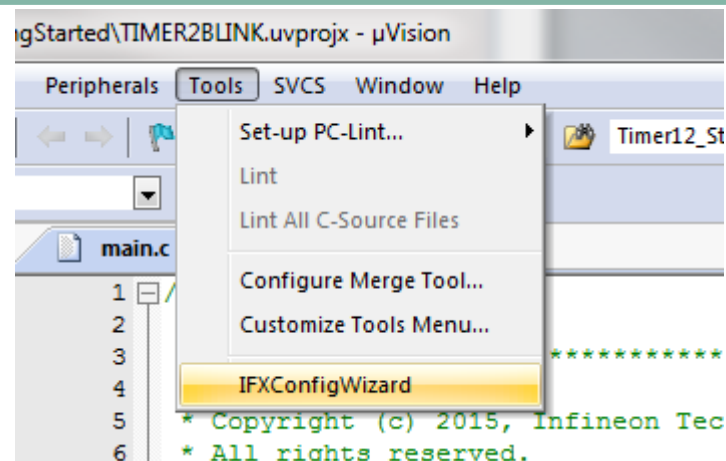 ngStarted\TIMER2BLINK.uvprojx - µVision
Peripherals Tools SVCS Window Help
Set-up PC-Lint... Timer12_St
Lint
Lint All C-Source Files
main.c
Configure Merge Tool...
Customize Tools Menu...
IFXConfigWizard
1 /
2
3 ************
4
5 * Copyright (c) 2015, Infineon Tec
6 * All rights reserved.